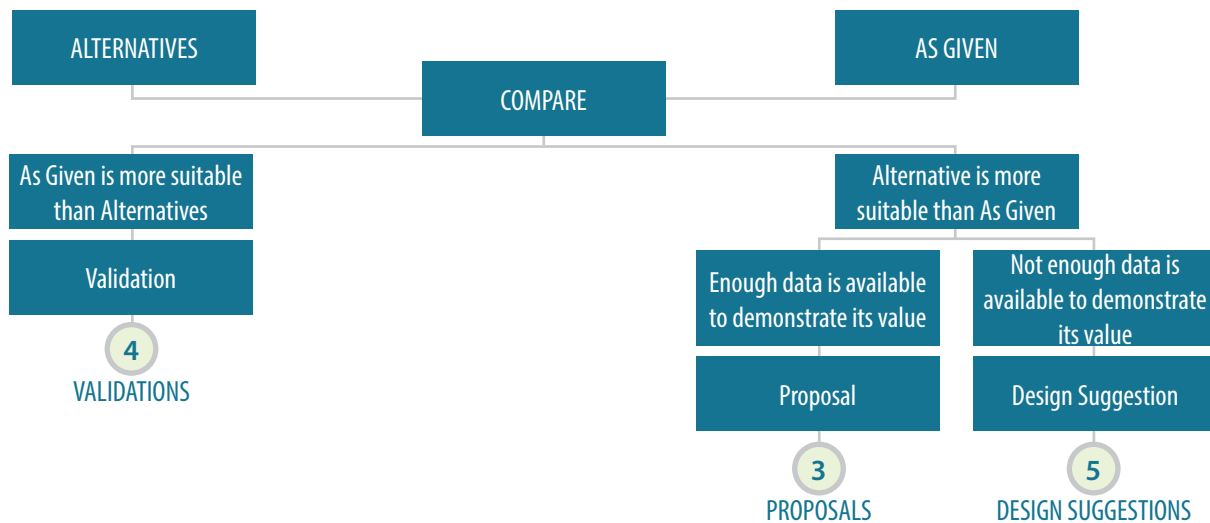 ALTERNATIVES
AS GIVEN
COMPARE
As Given is more suitable
than Alternatives
Validation
4
VALIDATIONS
Alternative is more
suitable than As Given
Enough data is available
to demonstrate its value
Proposal
3
PROPOSALS
Not enough data is
available to demonstrate
its value
Design Suggestion
5
DESIGN SUGGESTIONS